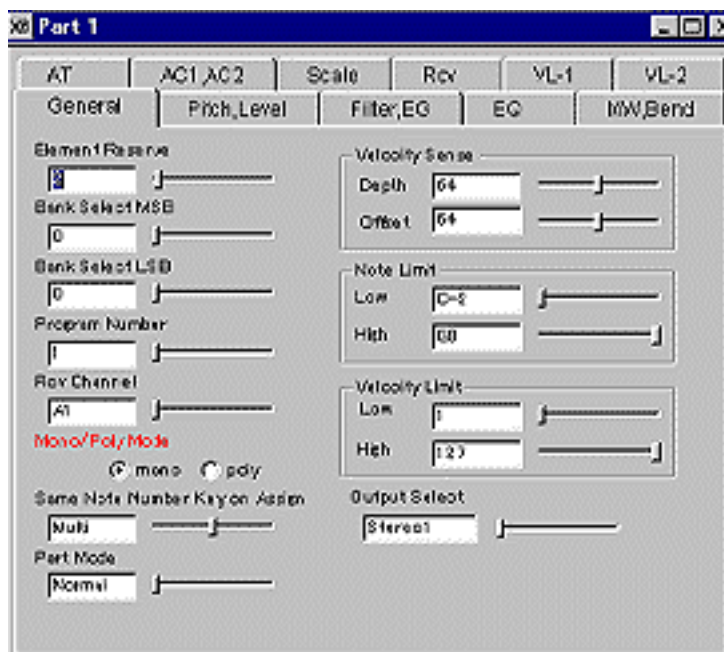 Part 1
AT AC1,AC2 Scale Rcv VL-1 VL-2
General Pitch,Level Filter,EG EQ MW,Bend
Element Reserve
Bank Select MSB
0
Bank Select LSB
0
Program Number
1
Rcv Channel
A1
Mono/Poly Mode
mono poly
Same Note Number Key on Assign
Multi
Part Mode
Normal
Velocity Sense
Depth 64
Offset 64
Note Limit
Low C-2
High G8
Velocity Limit
Low 1
High 127
Output Select
Stereo1